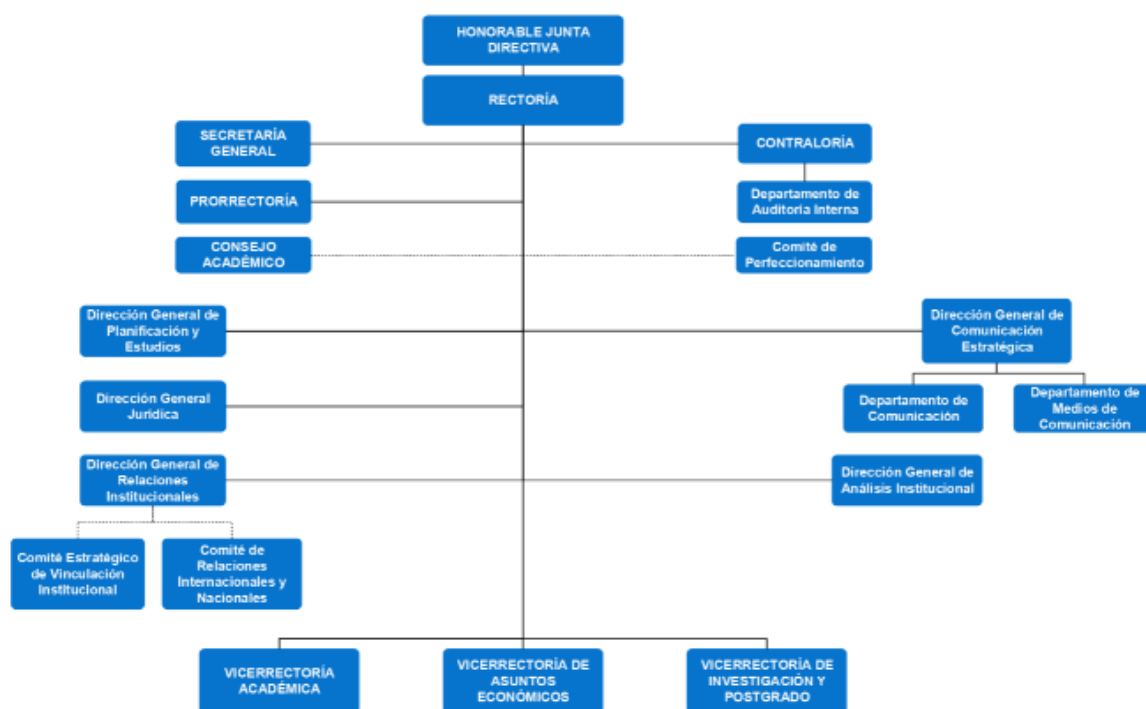 HONORABLE JUNTA
DIRECTIVA
RECTORÍA
SECRETARÍA
GENERAL
CONTRALORÍA
PRORRECTORÍA
Departamento de
Auditoría Interna
CONSEJO
ACADÉMICO
Comité de
Perfeccionamiento
Dirección General de
Planificación y
Estudios
Dirección General de
Comunicación
Estratégica
Dirección General
Jurídica
Departamento de
Comunicación
Departamento de
Medios de
Comunicación
Dirección General de
Relaciones
Institucionales
Dirección General de
Análisis Institucional
Comité Estratégico
de Vinculación
Institucional
Comité de
Relaciones
Internacionales y
Nacionales
VICERRECTORÍA
ACADÉMICA
VICERRECTORÍA DE
ASUNTOS
ECONÓMICOS
VICERRECTORÍA DE
INVESTIGACIÓN Y
POSTGRADO